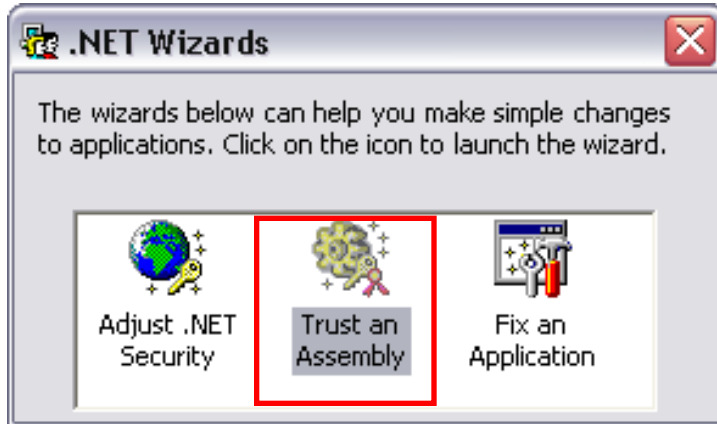 .NET Wizards
The wizards below can help you make simple changes
to applications. Click on the icon to launch the wizard.
Adjust .NET
Security
Trust an
Assembly
Fix an
Application